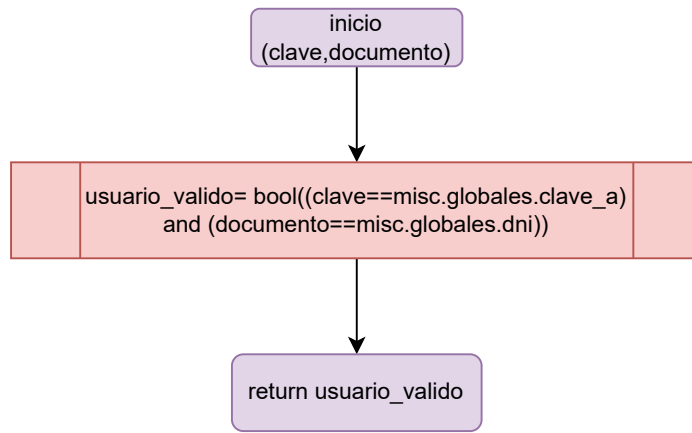 inicio
(clave,documento)
usuario_valido= bool((clave==misc.globales.clave_a)
and (documento==misc.globales.dni))
return usuario_valido